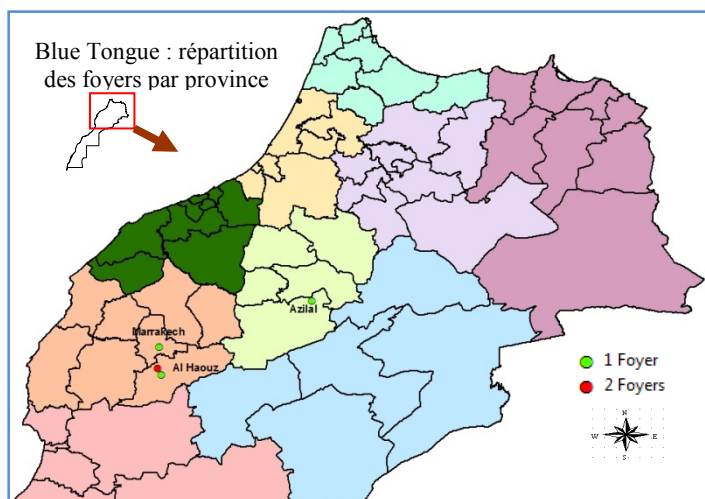 Blue Tongue : répartition
des foyers par province
Azilal
Marrakech
Al Haouz
1 Foyer
2 Foyers
N
W E
S